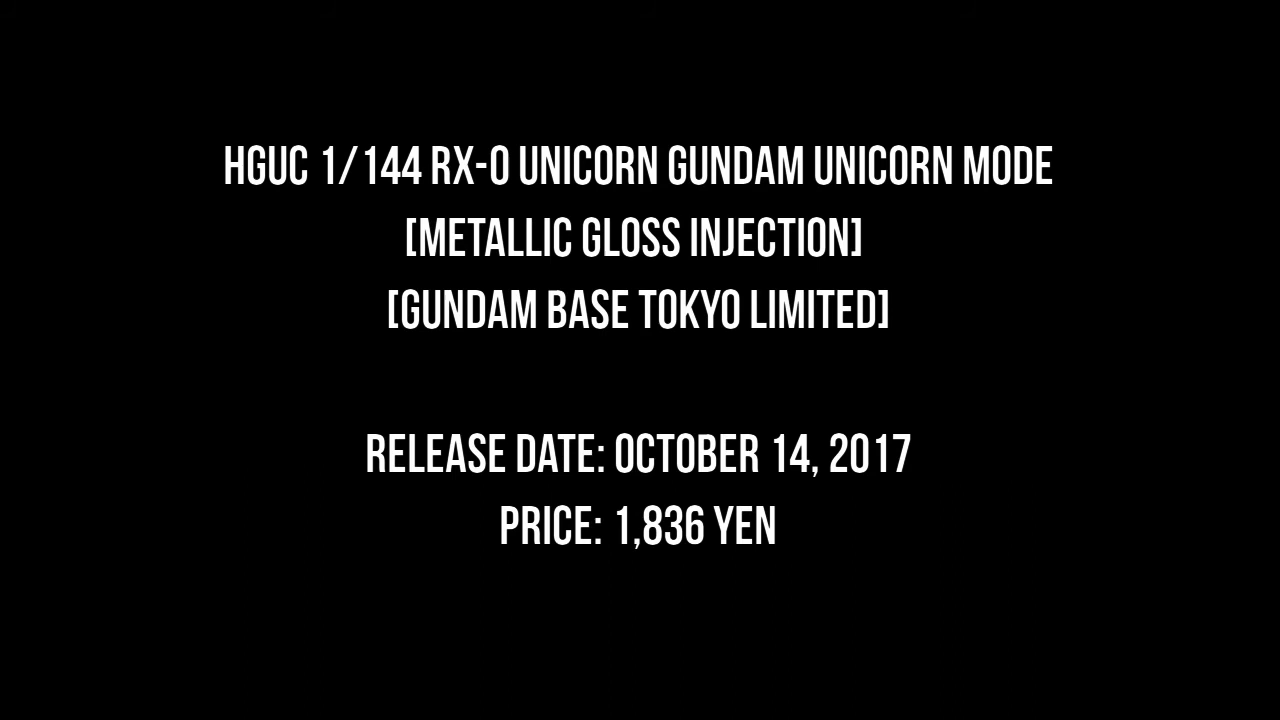 HGUC 1/144 RX-0 UNICORN GUNDAM UNICORN MODE
[METALLIC GLOSS INJECTION]
[GUNDAM BASE TOKYO LIMITED]
RELEASE DATE: OCTOBER 14, 2017
PRICE: 1,836 YEN